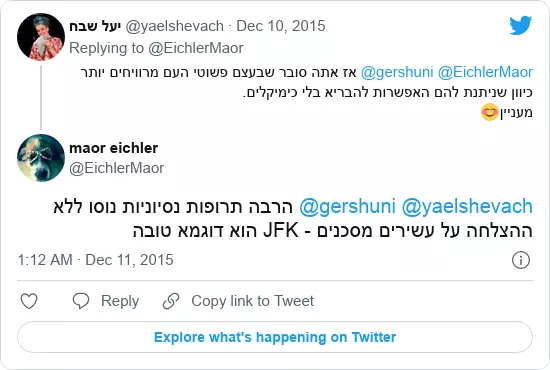 יעל שבח @yaelshevach · Dec 10, 2015
Replying to @EichlerMaor
@gershuni @EichlerMaor אז אתה סובר שבעצם פשוטי העם מרוויחים יותר
כיוון שניתנת להם האפשרות להבריא בלי כימיקלים.
מעניין😊
maor eichler
@EichlerMaor
@gershuni @yaelshevach הרבה תרופות נסיוניות נוסו ללא
ההצלחה על עשירים מסכנים - JFK הוא דוגמא טובה
1:12 AM · Dec 11, 2015
Reply
Copy link to Tweet
Explore what's happening on Twitter